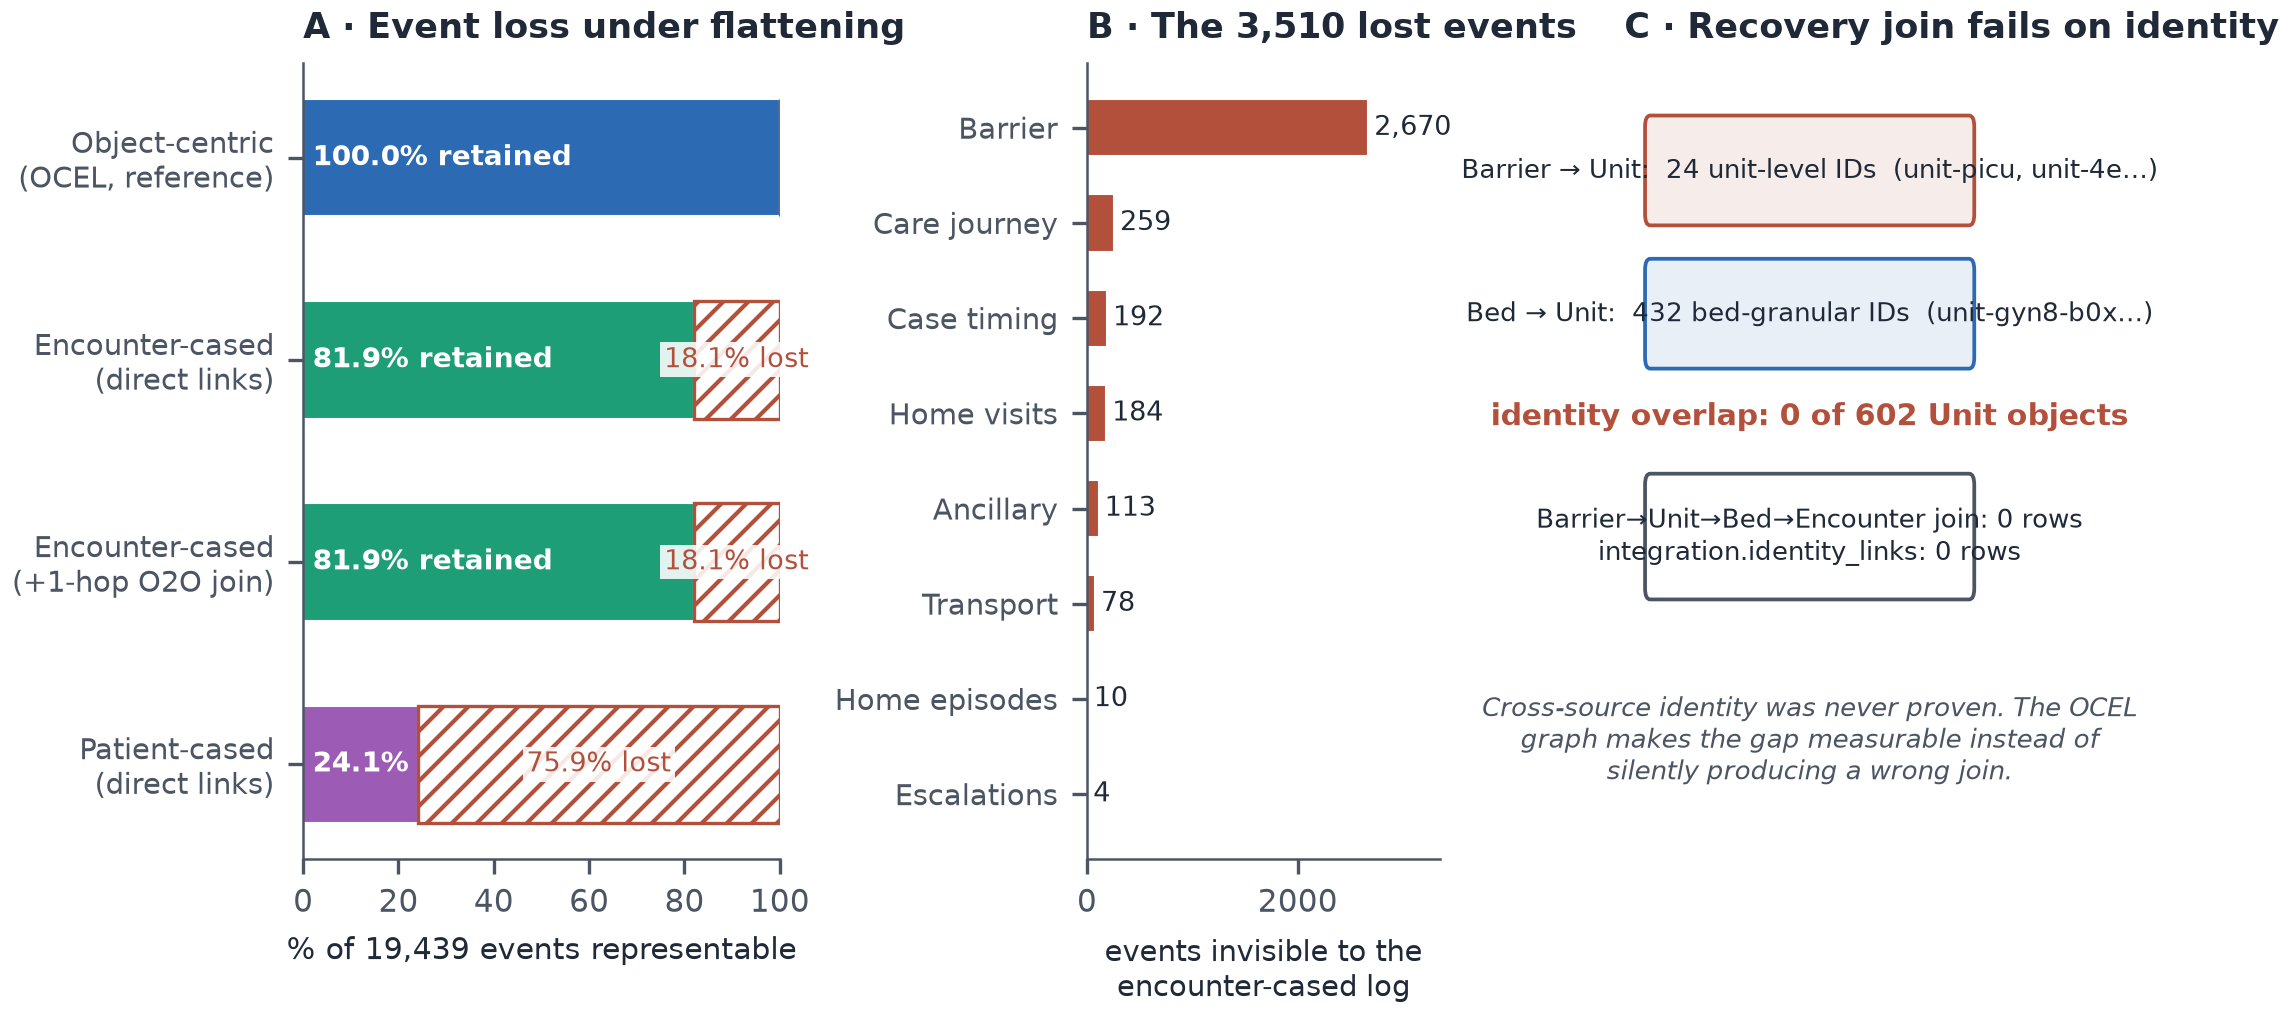 A · Event loss under flattening
Object-centric
(OCEL, reference)
100.0% retained
Encounter-cased
(direct links)
81.9% retained
18.1% lost
Encounter-cased
(+1-hop O2O join)
81.9% retained
18.1% lost
Patient-cased
(direct links)
24.1%
75.9% lost
0 20 40 60 80 100
% of 19,439 events representable
B · The 3,510 lost events
Barrier 2,670
Care journey 259
Case timing 192
Home visits 184
Ancillary 113
Transport 78
Home episodes 10
Escalations 4
0 2000
events invisible to the
encounter-cased log
C · Recovery join fails on identity
Barrier → Unit: 24 unit-level IDs (unit-picu, unit-4e…)
Bed → Unit: 432 bed-granular IDs (unit-gyn8-b0x…)
identity overlap: 0 of 602 Unit objects
Barrier→Unit→Bed→Encounter join: 0 rows
integration.identity_links: 0 rows
Cross-source identity was never proven. The OCEL
graph makes the gap measurable instead of
silently producing a wrong join.